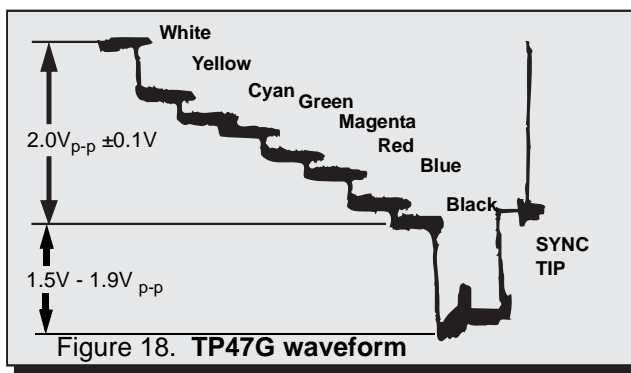 White
Yellow
Cyan
Green
Magenta
Red
Blue
Black
2.0Vp-p ±0.1V
SYNC
TIP
1.5V - 1.9V p-p
Figure 18. TP47G waveform